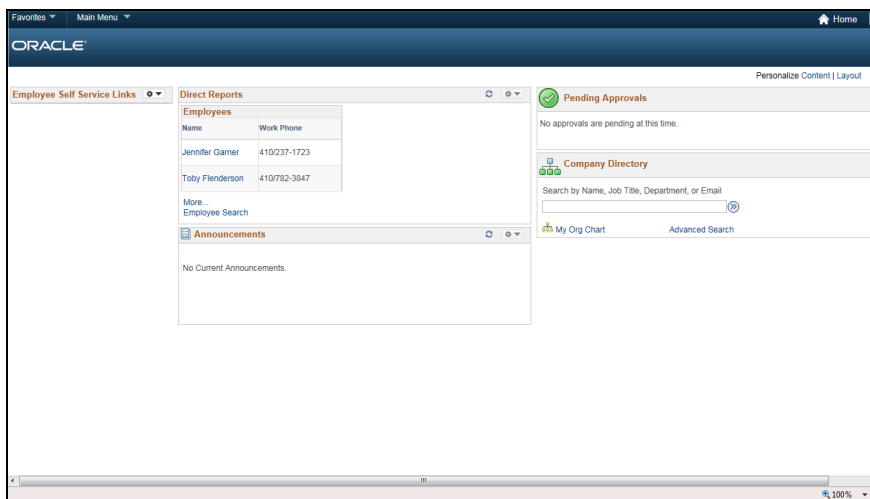 Favorites Main Menu Home
ORACLE
Personalize Content | Layout
Employee Self Service Links
Direct Reports
Employees
Name Work Phone
Jennifer Garner 410/237-1723
Toby Flenderson 410/782-3847
More...
Employee Search
Announcements
No Current Announcements.
Pending Approvals
No approvals are pending at this time.
Company Directory
Search by Name, Job Title, Department, or Email
My Org Chart Advanced Search
100%